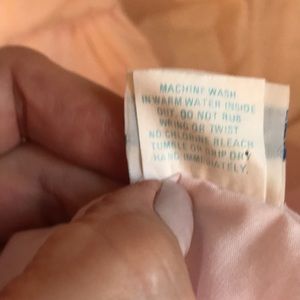 MACHINE WASH
IN WARM WATER INSIDE
OUT. DO NOT RUB
WRING OR TWIST
NO CHLORINE BLEACH
TUMBLE OR DRIP DRY
HAND IMMEDIATELY.